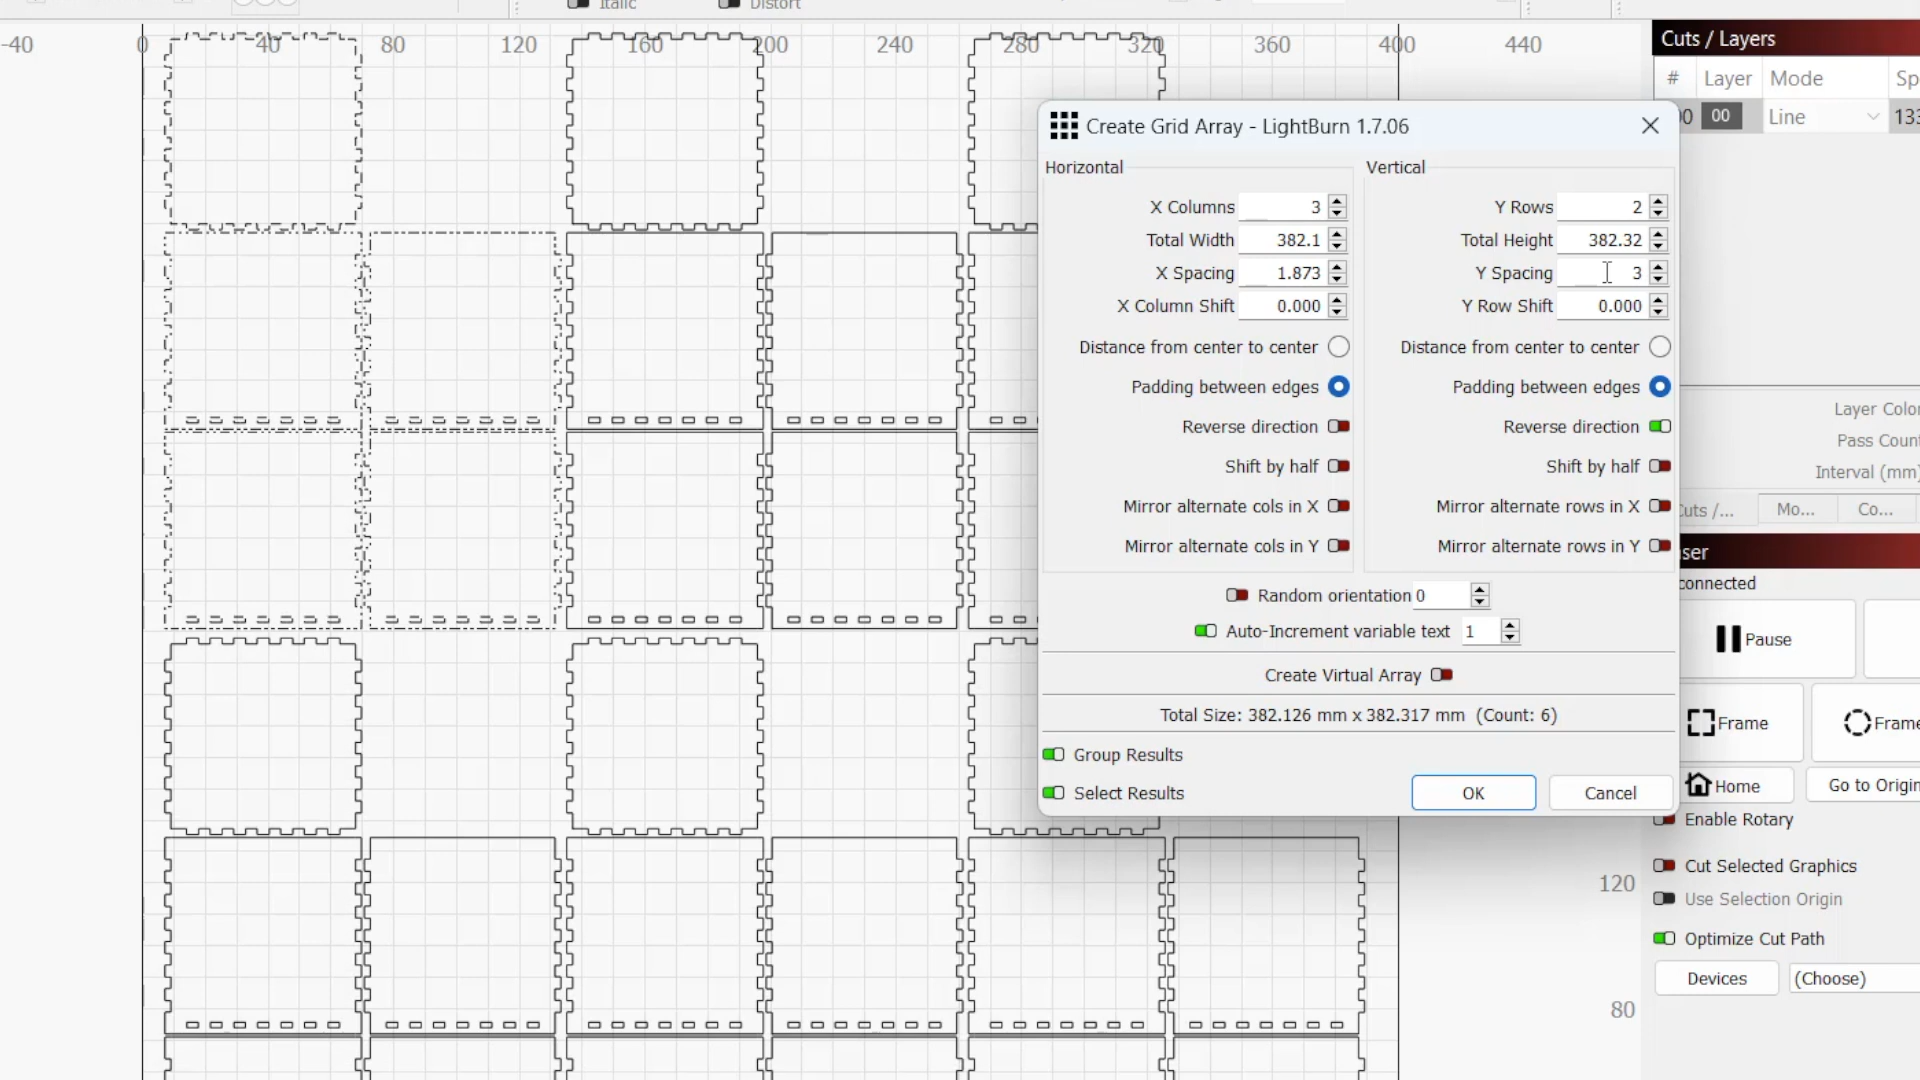 Italic
Distort
-40
0
40
80
120
160
200
240
280
320
360
400
440
Cuts / Layers
#
Layer
Mode
Sp
00
Line
133
Create Grid Array - LightBurn 1.7.06
Horizontal
Vertical
X Columns 3
Y Rows 2
Total Width 382.1
Total Height 382.32
X Spacing 1.873
Y Spacing 3
X Column Shift 0.000
Y Row Shift 0.000
Distance from center to center
Distance from center to center
Padding between edges
Padding between edges
Reverse direction
Reverse direction
Shift by half
Shift by half
Mirror alternate cols in X
Mirror alternate rows in X
Mirror alternate cols in Y
Mirror alternate rows in Y
Random orientation 0
Auto-Increment variable text 1
Create Virtual Array
Total Size: 382.126 mm x 382.317 mm (Count: 6)
Group Results
Select Results
OK
Cancel
Layer Color
Pass Count
Interval (mm)
Cuts /...
Mo...
Co...
ser
connected
Pause
Frame
Frame
Home
Go to Origin
Enable Rotary
Cut Selected Graphics
Use Selection Origin
Optimize Cut Path
Devices
(Choose)
120
80